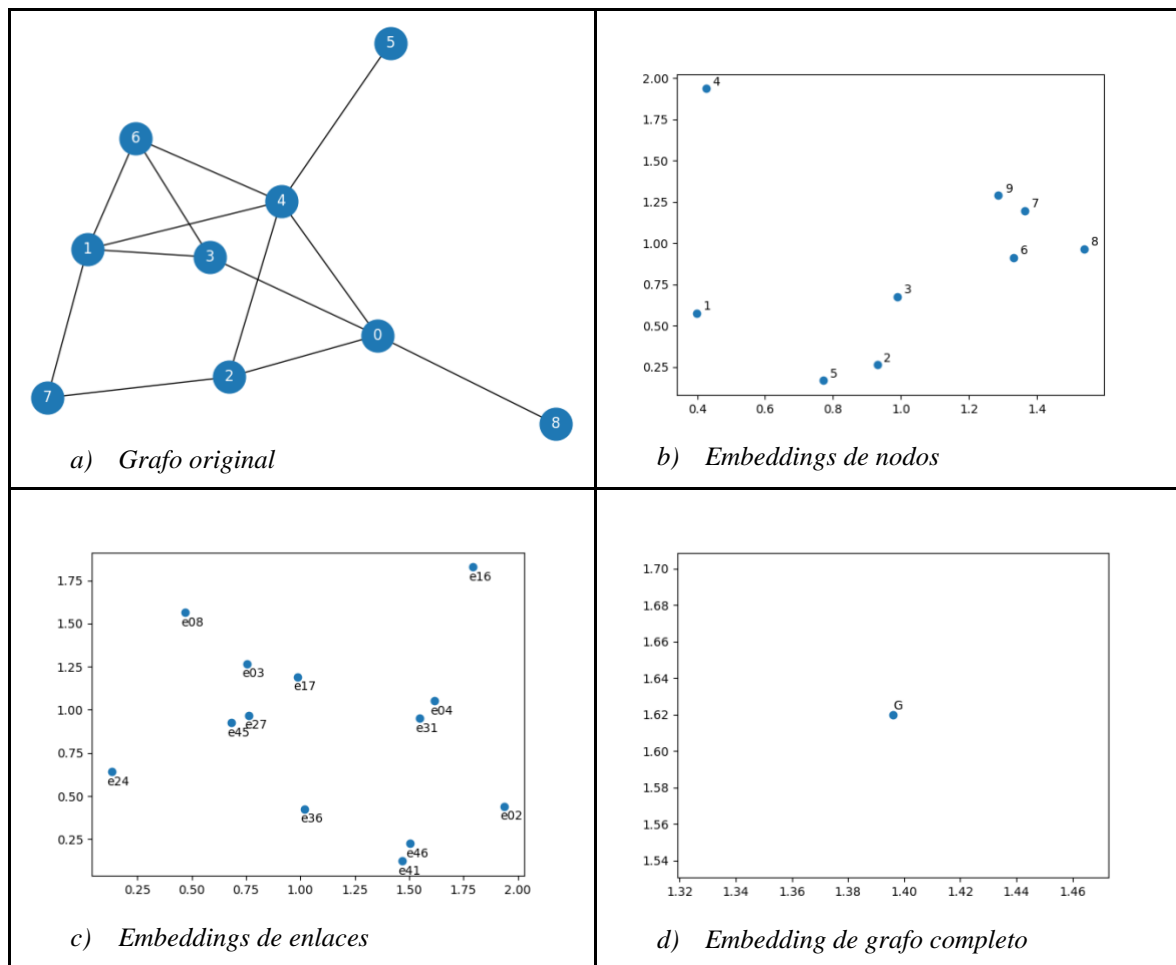 5
6
4
1
3
0
2
7
8
a) Grafo original
2.00
1.75
1.50
1.25
1.00
0.75
0.50
0.25
0.4 0.6 0.8 1.0 1.2 1.4
4
9
7
8
6
3
1
2
5
b) Embeddings de nodos
1.75
1.50
1.25
1.00
0.75
0.50
0.25
0.25 0.50 0.75 1.00 1.25 1.50 1.75 2.00
e16
e08
e03
e17
e04
e27
e45
e31
e24
e36
e02
e46
e41
c) Embeddings de enlaces
1.70
1.68
1.66
1.64
1.62
1.60
1.58
1.56
1.54
1.32 1.34 1.36 1.38 1.40 1.42 1.44 1.46
G
d) Embedding de grafo completo